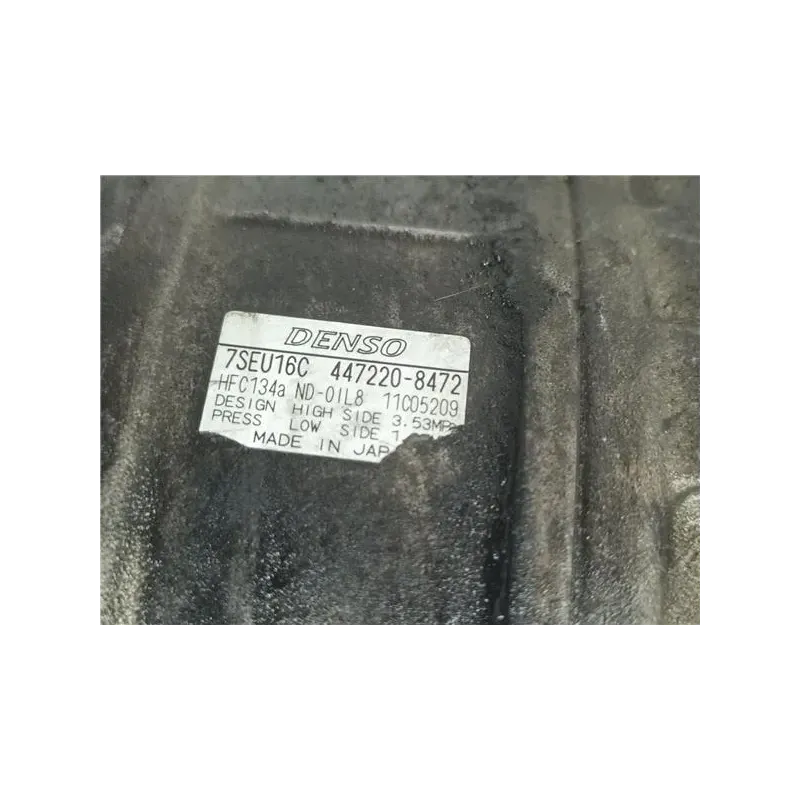 DENSO
7SEU16C 447220-8472
HFC134a ND-OIL8 11C05209
DESIGN HIGH SIDE 3.53MPa
PRESS LOW SIDE 1
MADE IN JAP